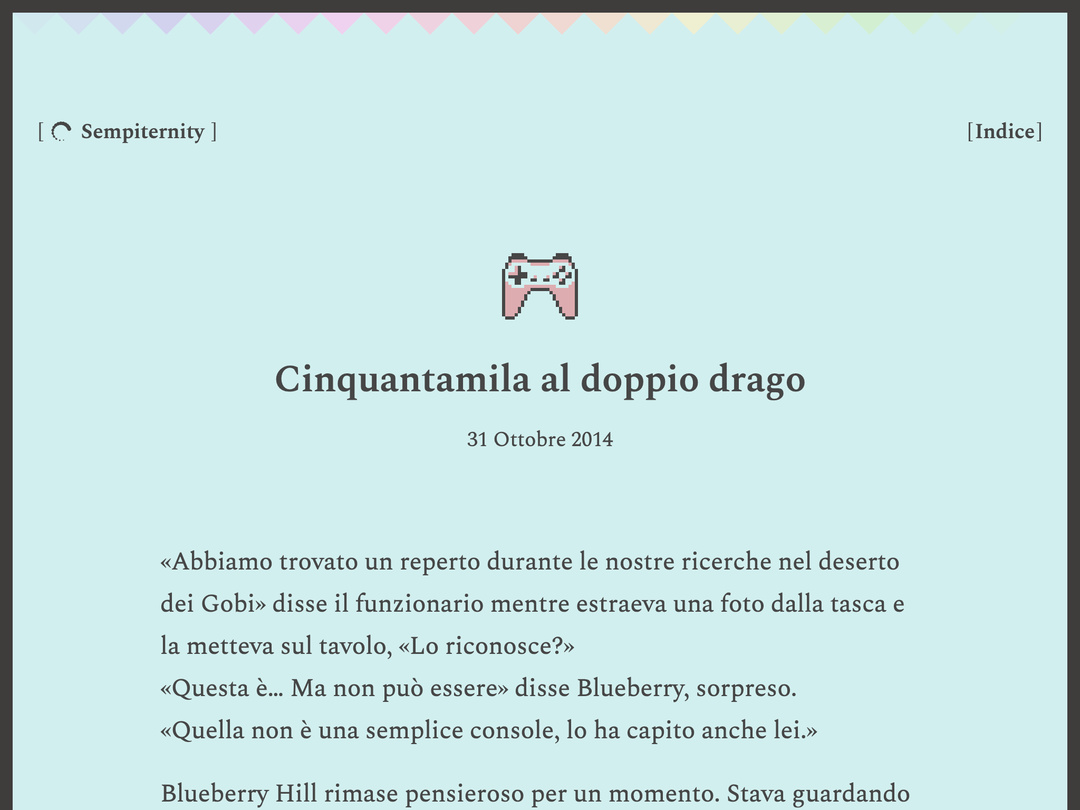 [ Sempiternity ]
[Indice]
Cinquantamila al doppio drago
31 Ottobre 2014
«Abbiamo trovato un reperto durante le nostre ricerche nel deserto
dei Gobi» disse il funzionario mentre estraeva una foto dalla tasca e
la metteva sul tavolo, «Lo riconosce?»
«Questa è… Ma non può essere» disse Blueberry, sorpreso.
«Quella non è una semplice console, lo ha capito anche lei.»
Blueberry Hill rimase pensieroso per un momento. Stava guardando